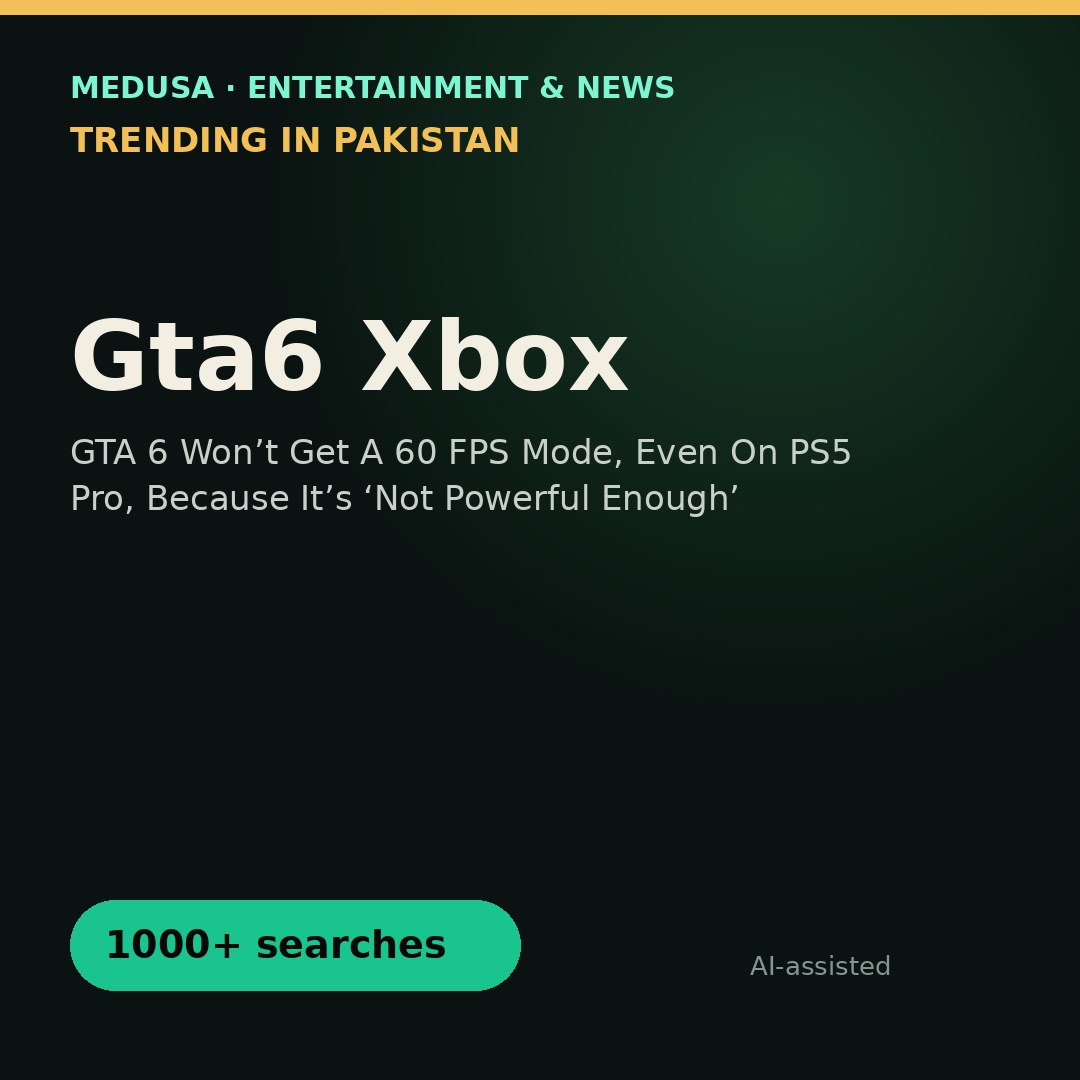 MEDUSA · ENTERTAINMENT & NEWS
TRENDING IN PAKISTAN
Gta6 Xbox
GTA 6 Won’t Get A 60 FPS Mode, Even On PS5
Pro, Because It’s ‘Not Powerful Enough’
1000+ searches
AI-assisted